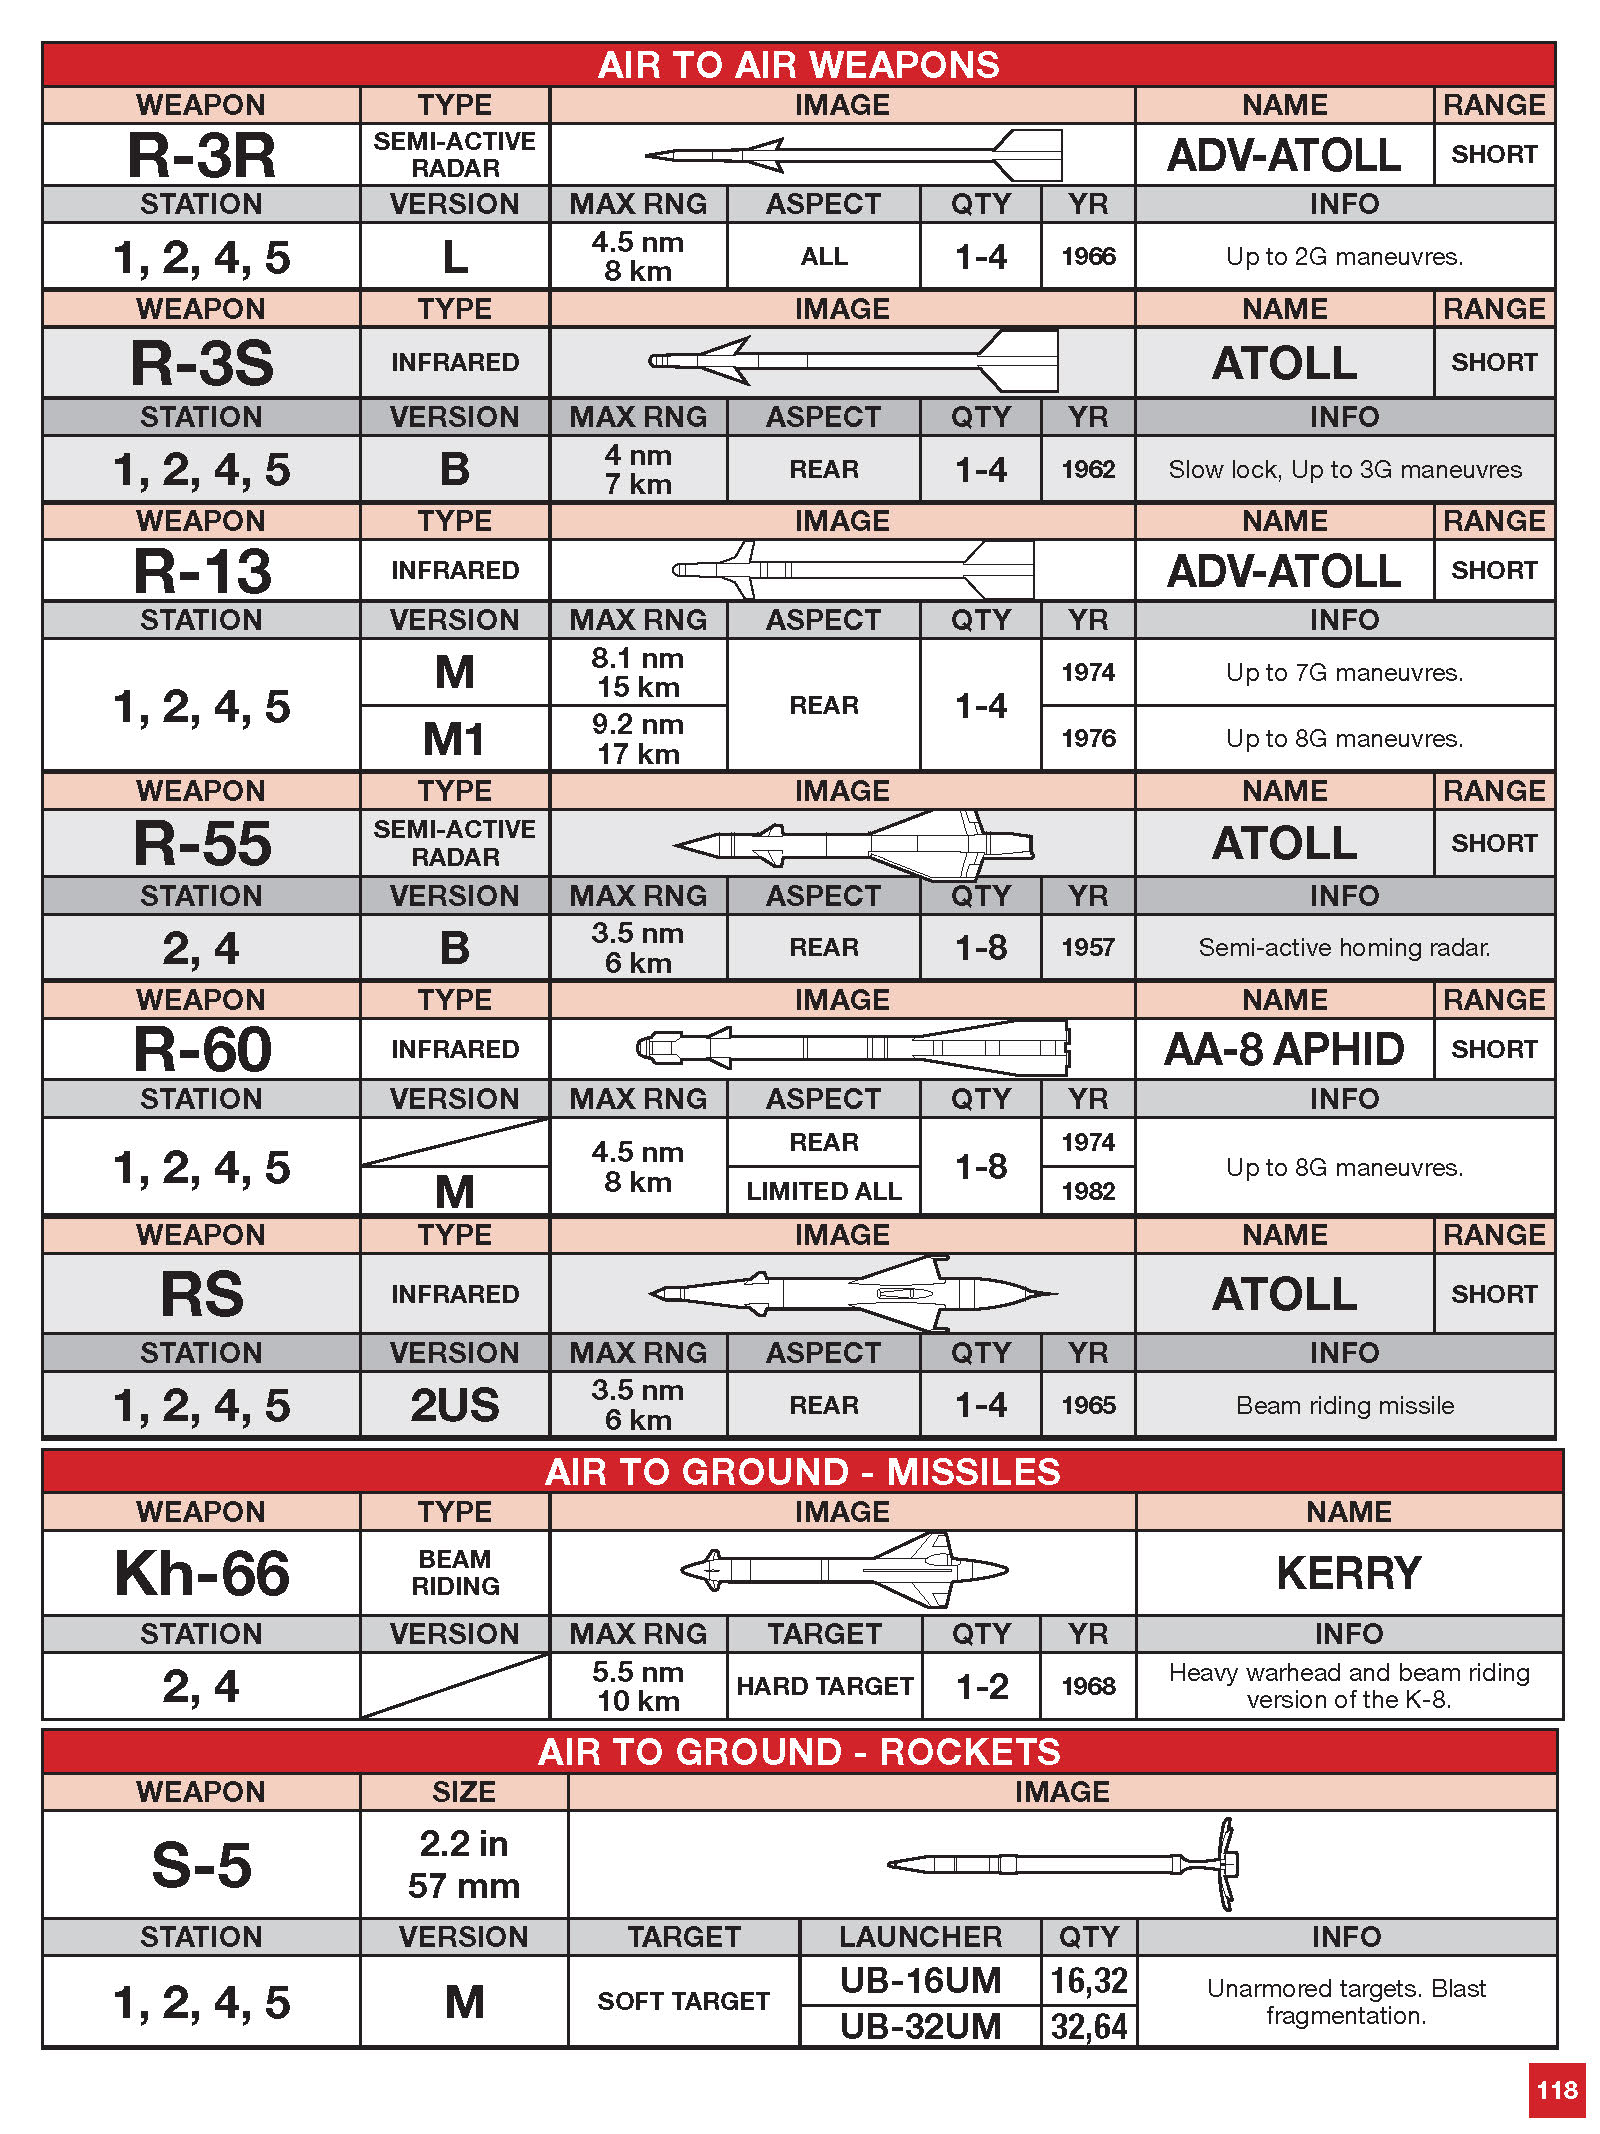 AIR TO AIR WEAPONS
WEAPON TYPE IMAGE NAME RANGE
R-3R SEMI-ACTIVE RADAR ADV-ATOLL SHORT
STATION VERSION MAX RNG ASPECT QTY YR INFO
1, 2, 4, 5 L 4.5 nm 8 km ALL 1-4 1966 Up to 2G maneuvres.
WEAPON TYPE IMAGE NAME RANGE
R-3S INFRARED ATOLL SHORT
STATION VERSION MAX RNG ASPECT QTY YR INFO
1, 2, 4, 5 B 4 nm 7 km REAR 1-4 1962 Slow lock, Up to 3G maneuvres
WEAPON TYPE IMAGE NAME RANGE
R-13 INFRARED ADV-ATOLL SHORT
STATION VERSION MAX RNG ASPECT QTY YR INFO
1, 2, 4, 5 M 8.1 nm 15 km REAR 1-4 1974 Up to 7G maneuvres.
M1 9.2 nm 17 km 1976 Up to 8G maneuvres.
WEAPON TYPE IMAGE NAME RANGE
R-55 SEMI-ACTIVE RADAR ATOLL SHORT
STATION VERSION MAX RNG ASPECT QTY YR INFO
2, 4 B 3.5 nm 6 km REAR 1-8 1957 Semi-active homing radar.
WEAPON TYPE IMAGE NAME RANGE
R-60 INFRARED AA-8 APHID SHORT
STATION VERSION MAX RNG ASPECT QTY YR INFO
1, 2, 4, 5 4.5 nm 8 km REAR 1-8 1974 Up to 8G maneuvres.
M LIMITED ALL 1982
WEAPON TYPE IMAGE NAME RANGE
RS INFRARED ATOLL SHORT
STATION VERSION MAX RNG ASPECT QTY YR INFO
1, 2, 4, 5 2US 3.5 nm 6 km REAR 1-4 1965 Beam riding missile
AIR TO GROUND - MISSILES
WEAPON TYPE IMAGE NAME
Kh-66 BEAM RIDING KERRY
STATION VERSION MAX RNG TARGET QTY YR INFO
2, 4 5.5 nm 10 km HARD TARGET 1-2 1968 Heavy warhead and beam riding version of the K-8.
AIR TO GROUND - ROCKETS
WEAPON SIZE IMAGE
S-5 2.2 in 57 mm
STATION VERSION TARGET LAUNCHER QTY INFO
1, 2, 4, 5 M SOFT TARGET UB-16UM 16,32 Unarmored targets. Blast fragmentation.
UB-32UM 32,64
118